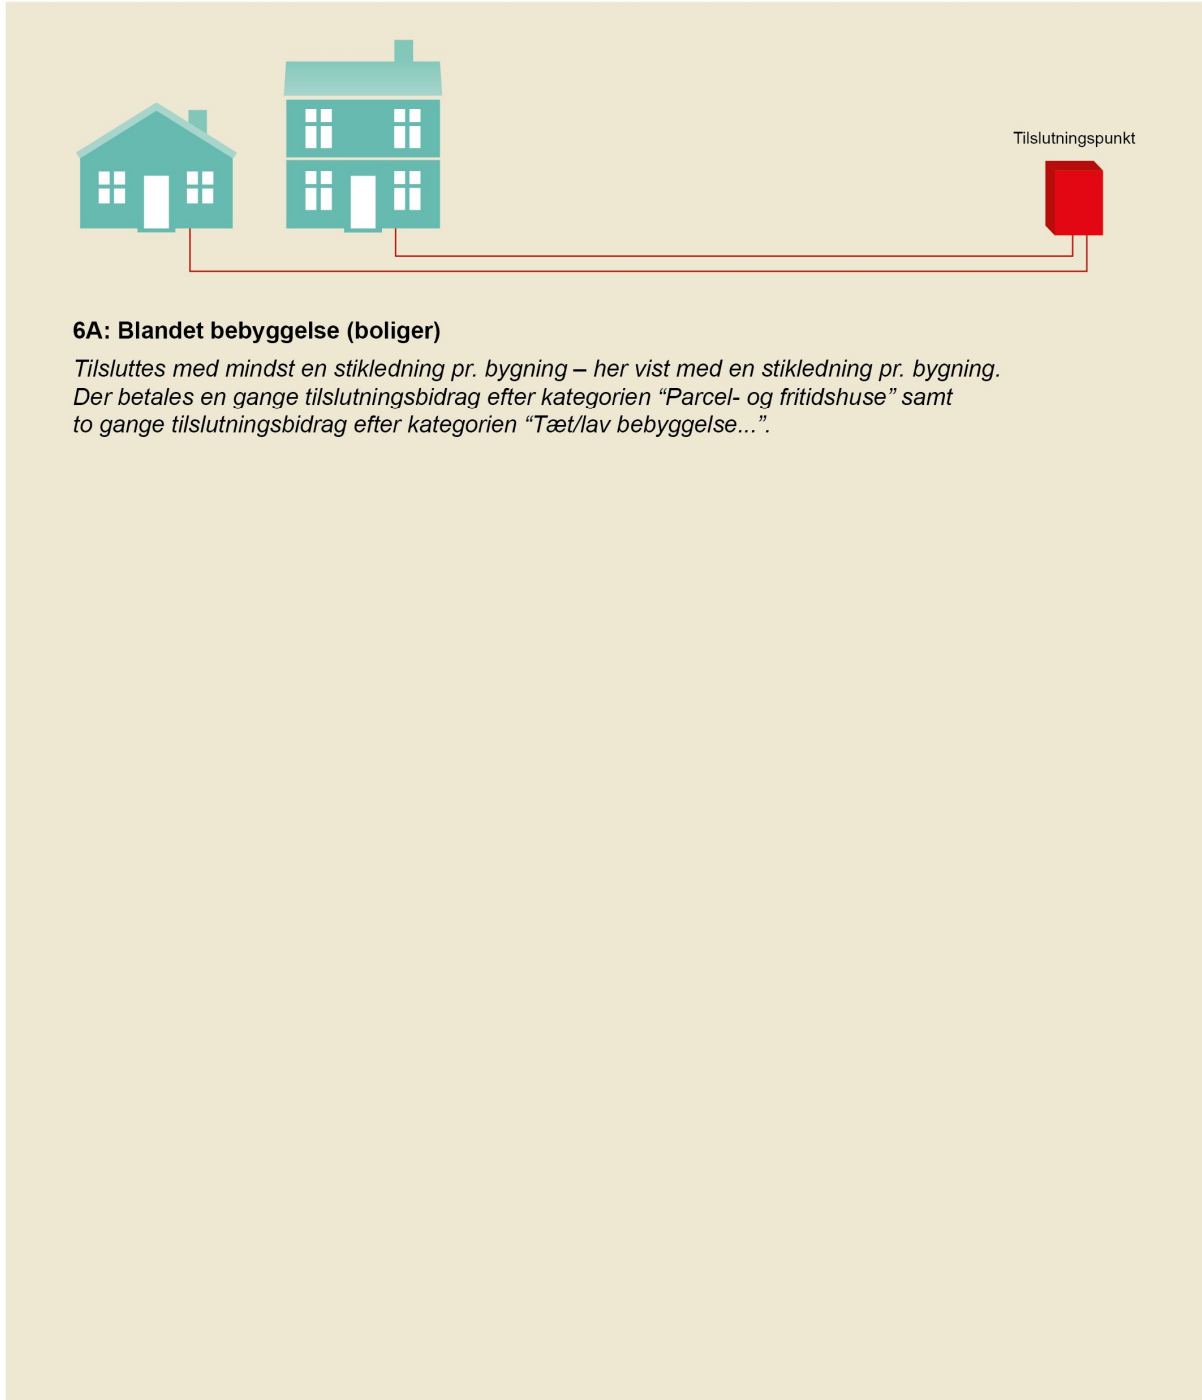 Tilslutningspunkt
6A: Blandet bebyggelse (boliger)
Tilsluttes med mindst en stikledning pr. bygning – her vist med en stikledning pr. bygning.
Der betales en gange tilslutningsbidrag efter kategorien “Parcel- og fritidshuse” samt
to gange tilslutningsbidrag efter kategorien “Tæt/lav bebyggelse...”.